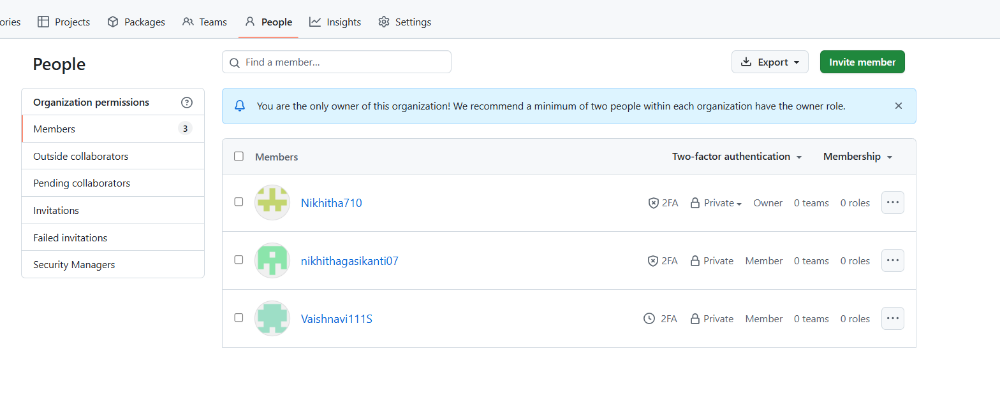 ories Projects Packages Teams People Insights Settings
People
Find a member...
Export
Invite member
Organization permissions
Members 3
Outside collaborators
Pending collaborators
Invitations
Failed invitations
Security Managers
You are the only owner of this organization! We recommend a minimum of two people within each organization have the owner role.
Members Two-factor authentication Membership
Nikhitha710 2FA Private Owner 0 teams 0 roles
nikhithagasikanti07 2FA Private Member 0 teams 0 roles
Vaishnavi111S 2FA Private Member 0 teams 0 roles